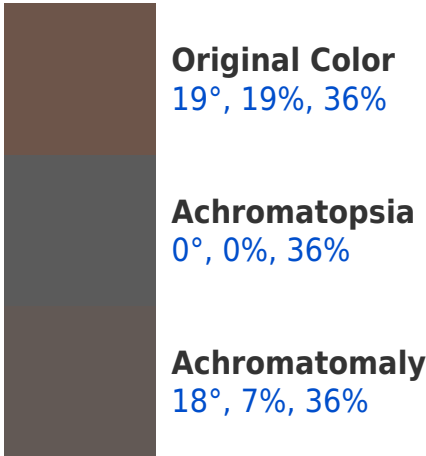 Original Color
19°, 19%, 36%
Achromatopsia
0°, 0%, 36%
Achromatomaly
18°, 7%, 36%